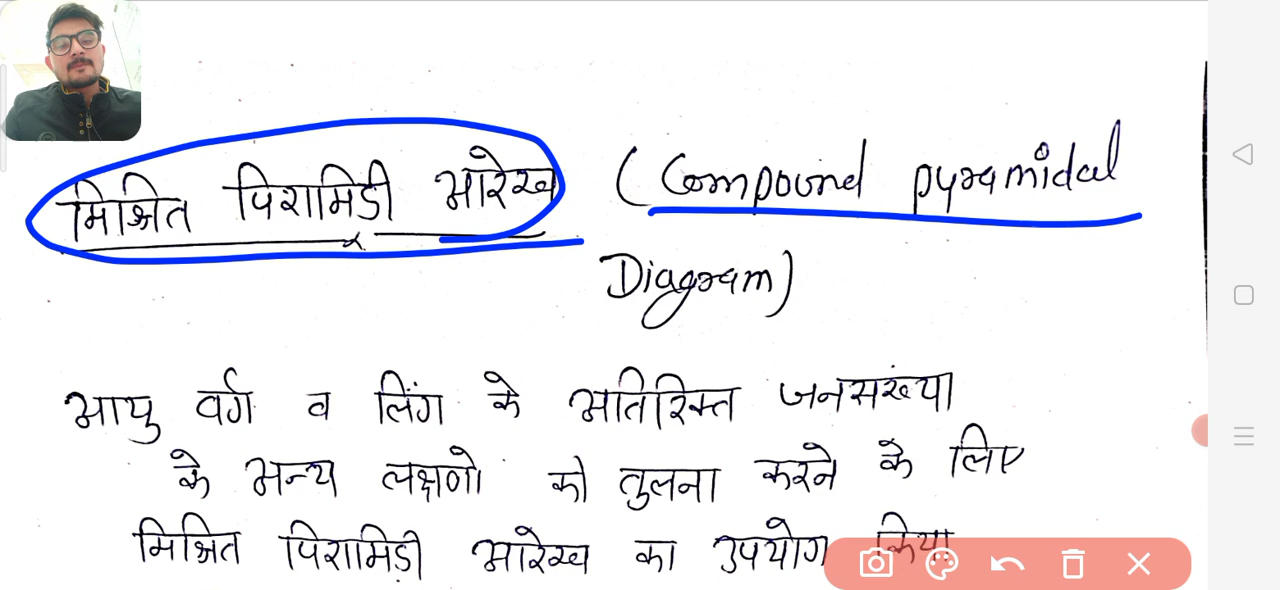 मिश्रित पिरामिडी आरेख (Compound pyramidal
Diagram)
आयु वर्ग व लिंग के अतिरिक्त जनसंख्या
के अन्य लक्षणो की तुलना करने के लिए
मिश्रित पिरामिडी आरेख का उपयोग किया